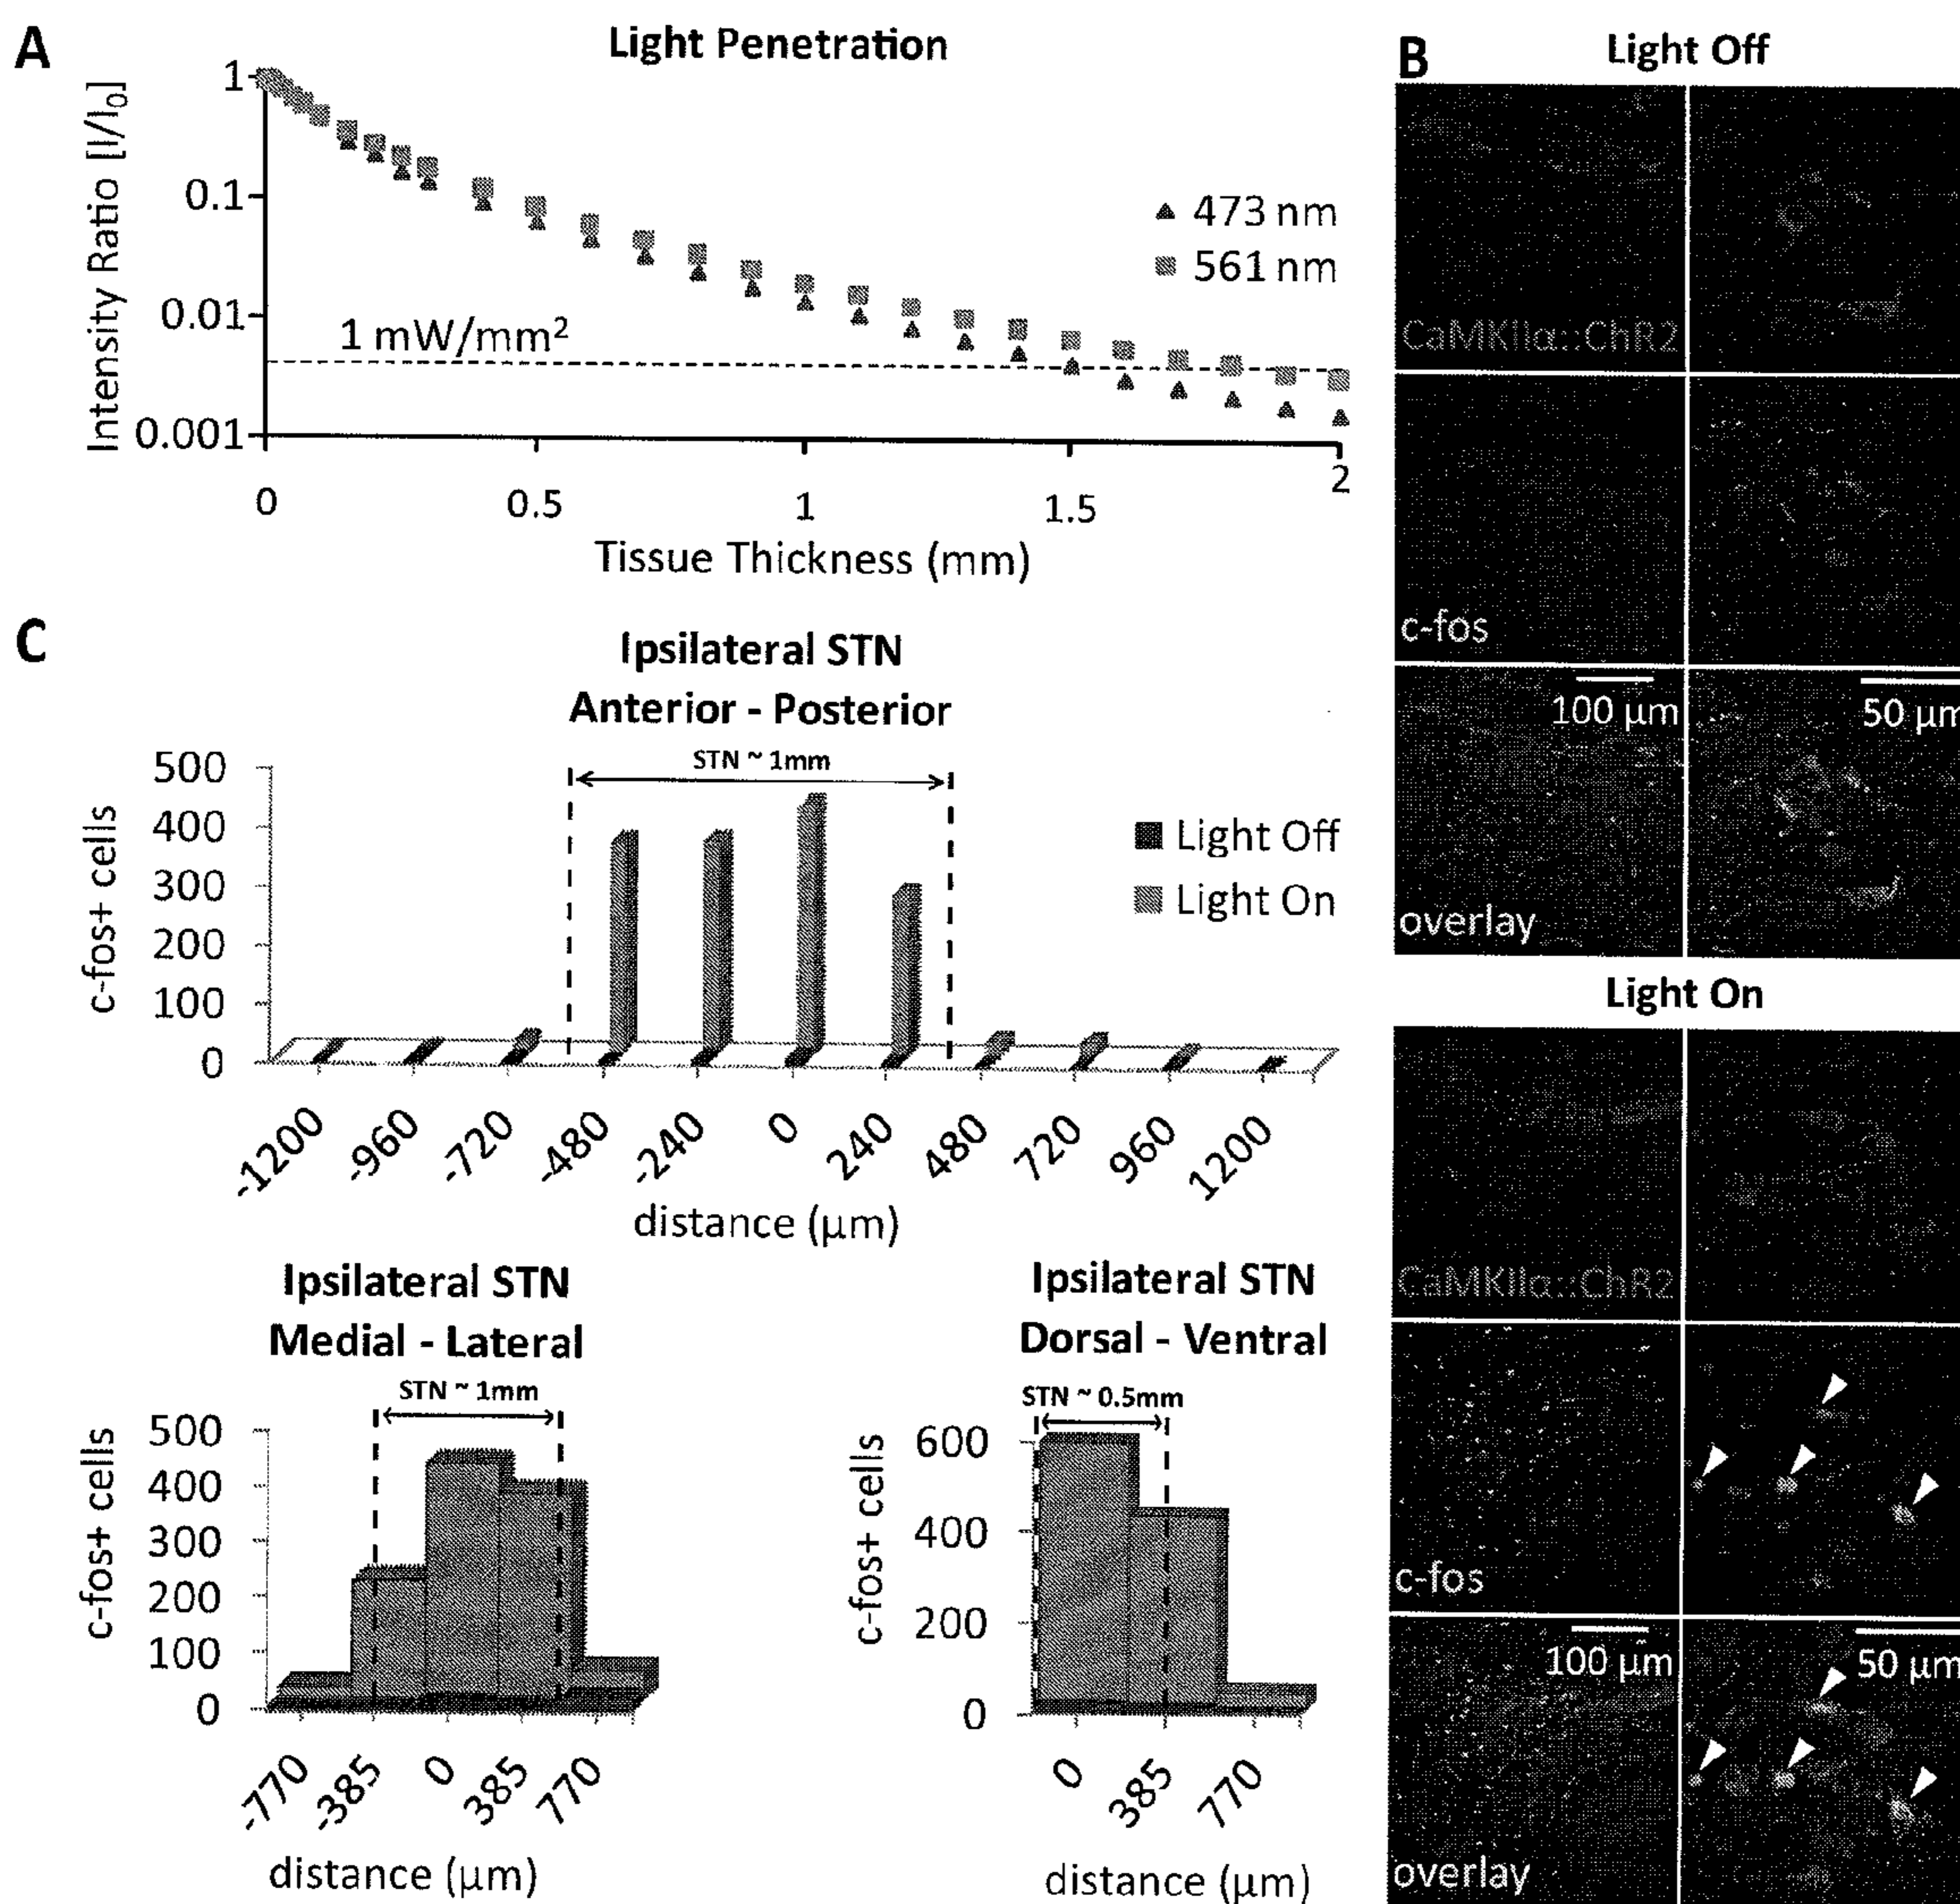 A
Light Penetration
Intensity Ratio [I/I0]
1
0.1
0.01
0.001
1 mW/mm²
473 nm
561 nm
0
0.5
1
1.5
2
Tissue Thickness (mm)
B
Light Off
CaMKIIα::ChR2
c-fos
100 µm
50 µm
overlay
Light On
CaMKIIα::ChR2
c-fos
100 µm
50 µm
overlay
C
Ipsilateral STN
Anterior - Posterior
STN ~ 1mm
c-fos+ cells
500
400
300
200
100
0
Light Off
Light On
-1200
-960
-720
-480
-240
0
240
480
720
960
1200
distance (µm)
Ipsilateral STN
Medial - Lateral
STN ~ 1mm
c-fos+ cells
500
400
300
200
100
0
-770
-385
0
385
770
distance (µm)
Ipsilateral STN
Dorsal - Ventral
STN ~ 0.5mm
c-fos+ cells
600
400
200
0
0
385
770
distance (µm)